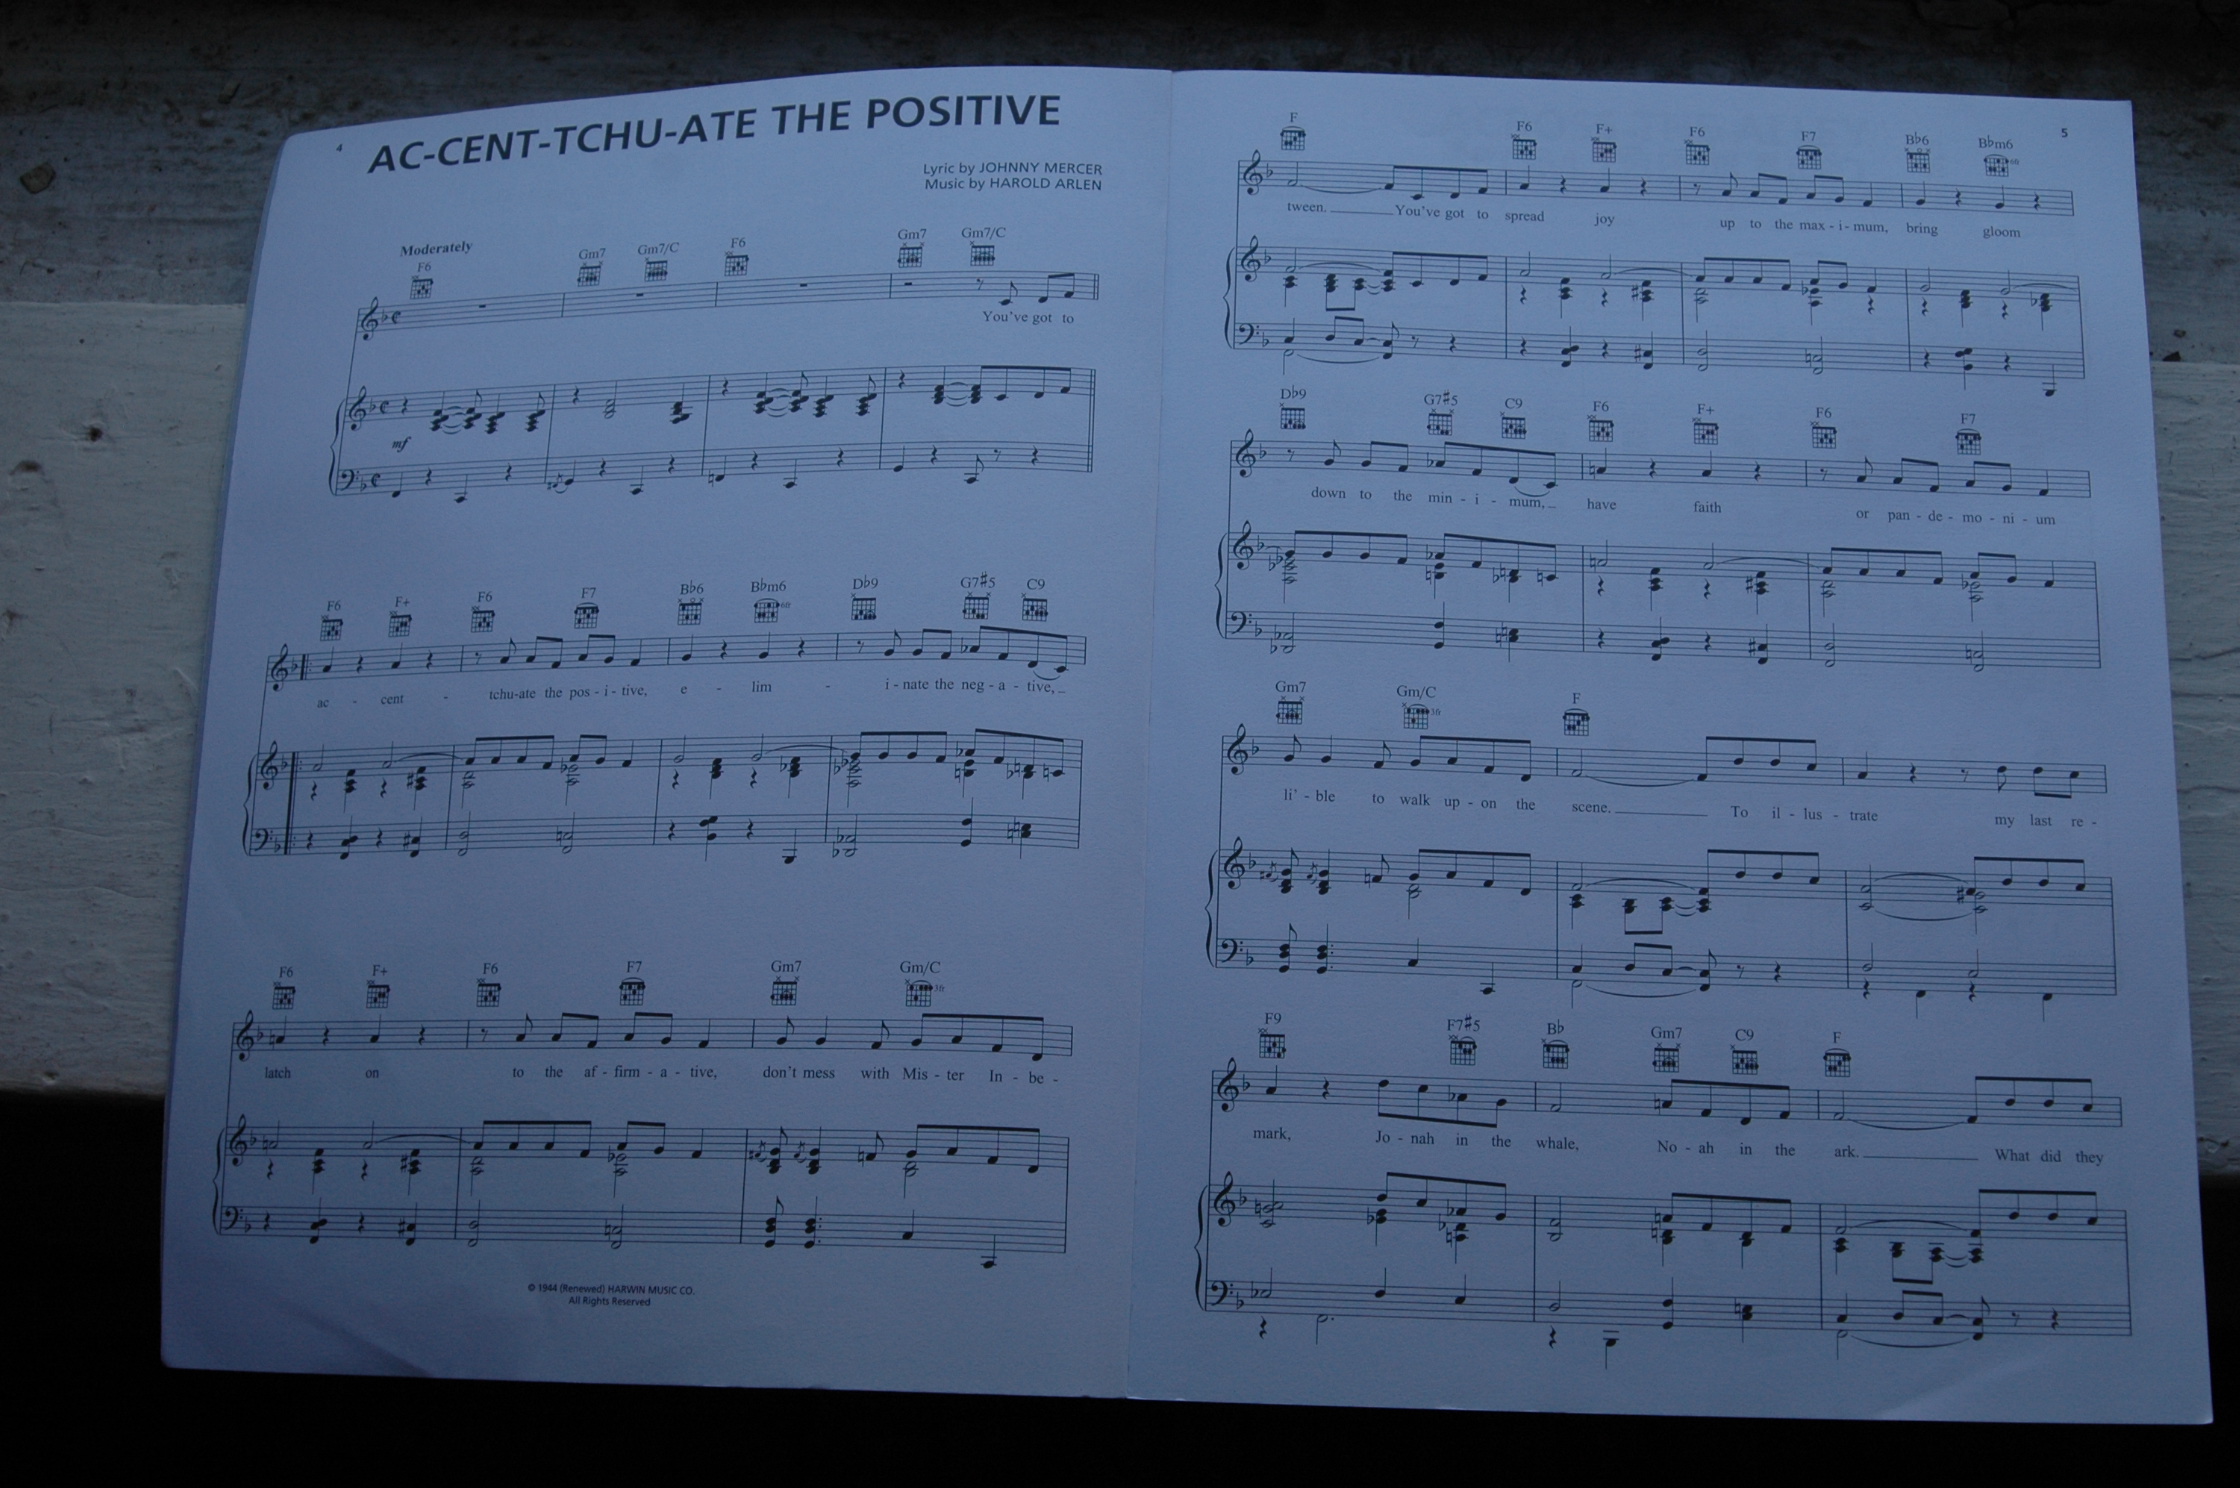 4
AC-CENT-TCHU-ATE THE POSITIVE
Lyric by JOHNNY MERCER
Music by HAROLD ARLEN
Moderately
F6 Gm7 Gm7/C F6 Gm7 Gm7/C
You've got to
mf
F6 F+ F6 F7 B♭6 B♭m6 D♭9 G7♯5 C9
6fr
ac - cent - tchu-ate the pos - i - tive, e - lim - i - nate the neg - a - tive,
F6 F+ F6 F7 Gm7 Gm/C
3fr
latch on to the af - firm - a - tive, don't mess with Mis - ter In - be -
© 1944 (Renewed) HARWIN MUSIC CO.
All Rights Reserved
5
F F6 F+ F6 F7 B♭6 B♭m6
6fr
tween. You've got to spread joy up to the max - i - mum, bring gloom
D♭9 G7♯5 C9 F6 F+ F6 F7
down to the min - i - mum, have faith or pan - de - mo - ni - um
Gm7 Gm/C F
3fr
li' - ble to walk up - on the scene. To il - lus - trate my last re -
F9 F7♯5 B♭ Gm7 C9 F
mark, Jo - nah in the whale, No - ah in the ark. What did they